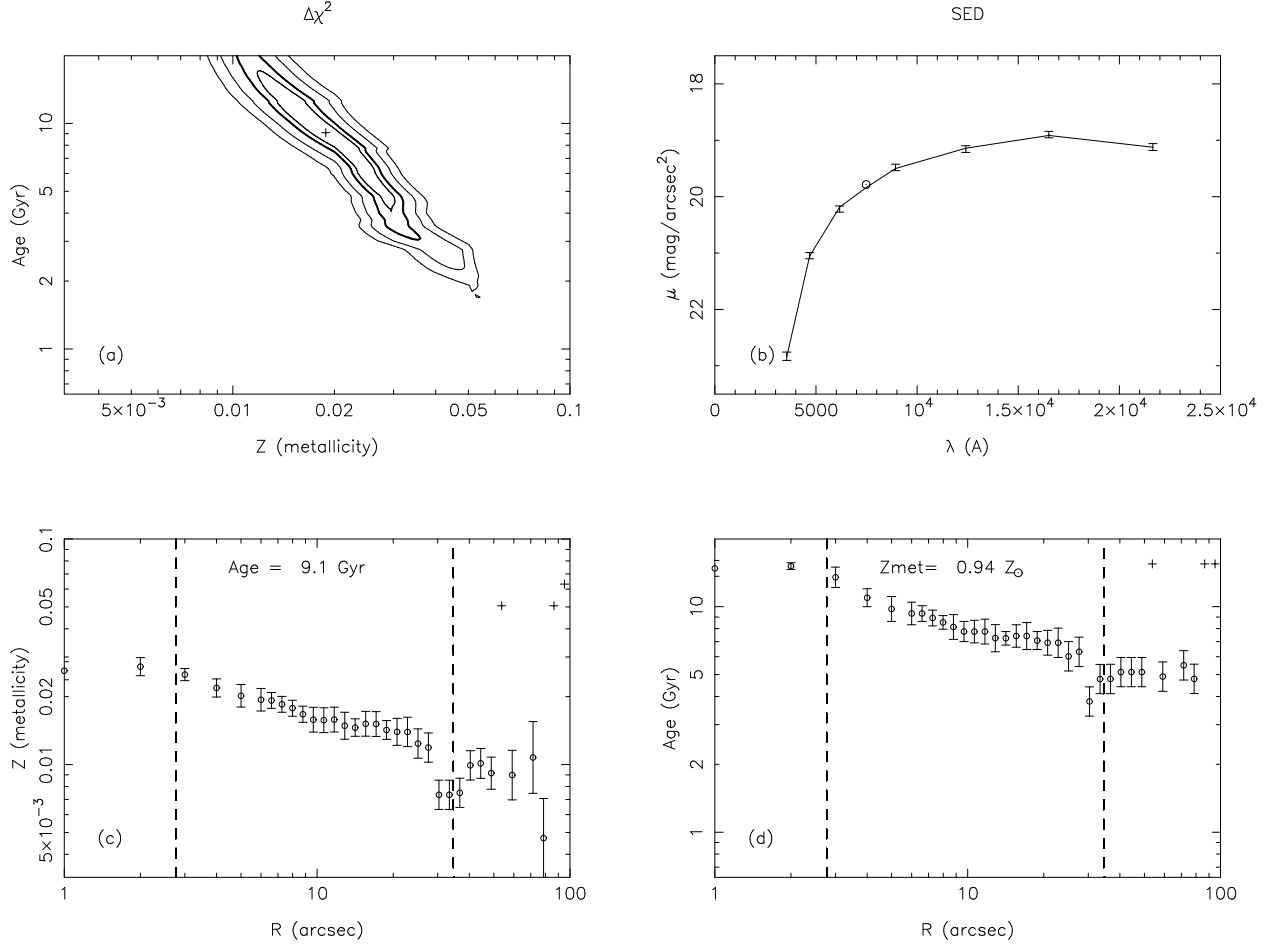 Δχ²
Age (Gyr)
10
5
2
1
(a)
5×10⁻³ 0.01 0.02 0.05 0.1
Z (metallicity)
SED
μ (mag/arcsec²)
18
20
22
(b)
0 5000 10⁴ 1.5×10⁴ 2×10⁴ 2.5×10⁴
λ (A)
Z (metallicity)
0.1
0.05
0.02
0.01
5×10⁻³
Age = 9.1 Gyr
(c)
1 10 100
R (arcsec)
Age (Gyr)
10
5
2
1
Zmet= 0.94 Z☉
(d)
1 10 100
R (arcsec)